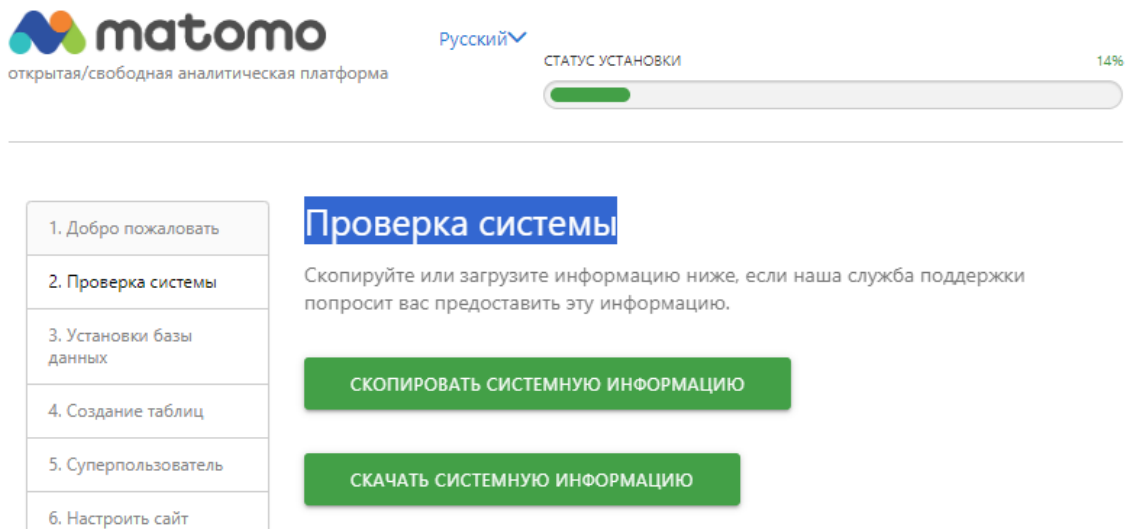 matomo
открытая/свободная аналитическая платформа
Русский
СТАТУС УСТАНОВКИ
14%
1. Добро пожаловать
2. Проверка системы
3. Установки базы
данных
4. Создание таблиц
5. Суперпользователь
6. Настроить сайт
Проверка системы
Скопируйте или загрузите информацию ниже, если наша служба поддержки
попросит вас предоставить эту информацию.
СКОПИРОВАТЬ СИСТЕМНУЮ ИНФОРМАЦИЮ
СКАЧАТЬ СИСТЕМНУЮ ИНФОРМАЦИЮ